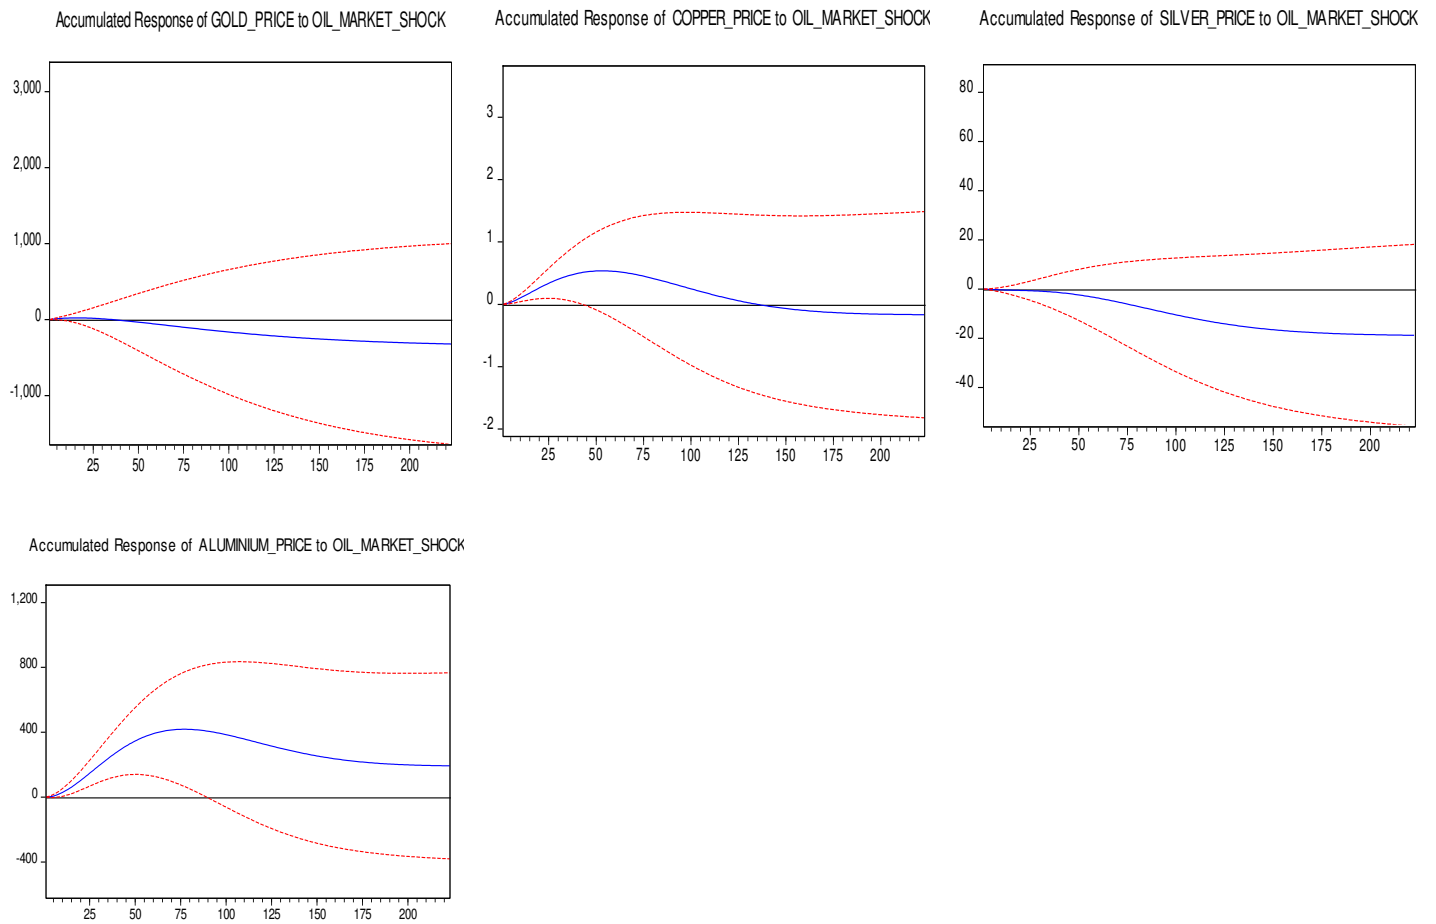 Accumulated Response of GOLD_PRICE to OIL_MARKET_SHOCK
3,000
2,000
1,000
0
-1,000
25 50 75 100 125 150 175 200
Accumulated Response of COPPER_PRICE to OIL_MARKET_SHOCK
3
2
1
0
-1
-2
25 50 75 100 125 150 175 200
Accumulated Response of SILVER_PRICE to OIL_MARKET_SHOCK
80
60
40
20
0
-20
-40
25 50 75 100 125 150 175 200
Accumulated Response of ALUMINIUM_PRICE to OIL_MARKET_SHOCK
1,200
800
400
0
-400
25 50 75 100 125 150 175 200